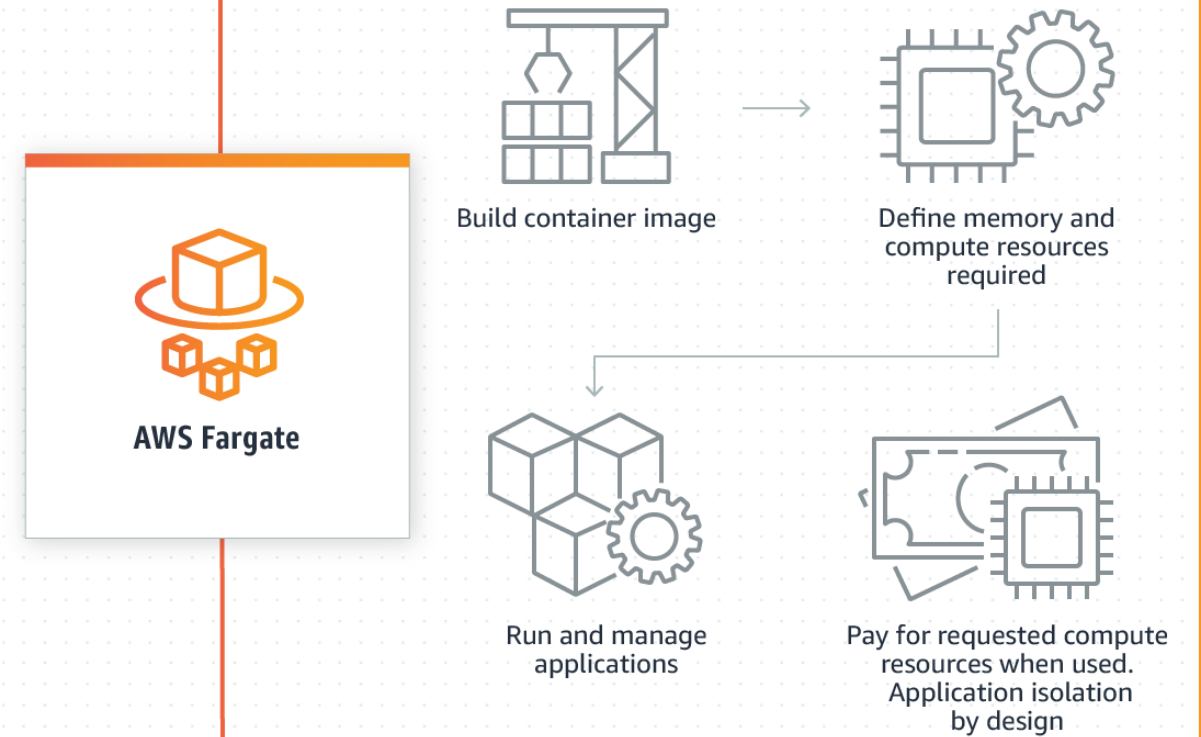 AWS Fargate
Build container image
Define memory and
compute resources
required
Run and manage
applications
Pay for requested compute
resources when used.
Application isolation
by design